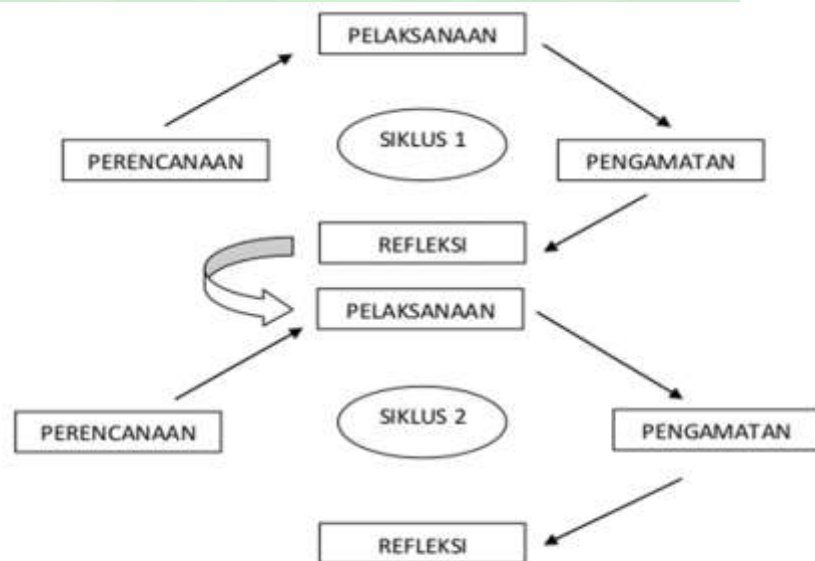 PELAKSANAAN
SIKLUS 1
PERENCANAAN
PENGAMATAN
REFLEKSI
PELAKSANAAN
SIKLUS 2
PERENCANAAN
PENGAMATAN
REFLEKSI